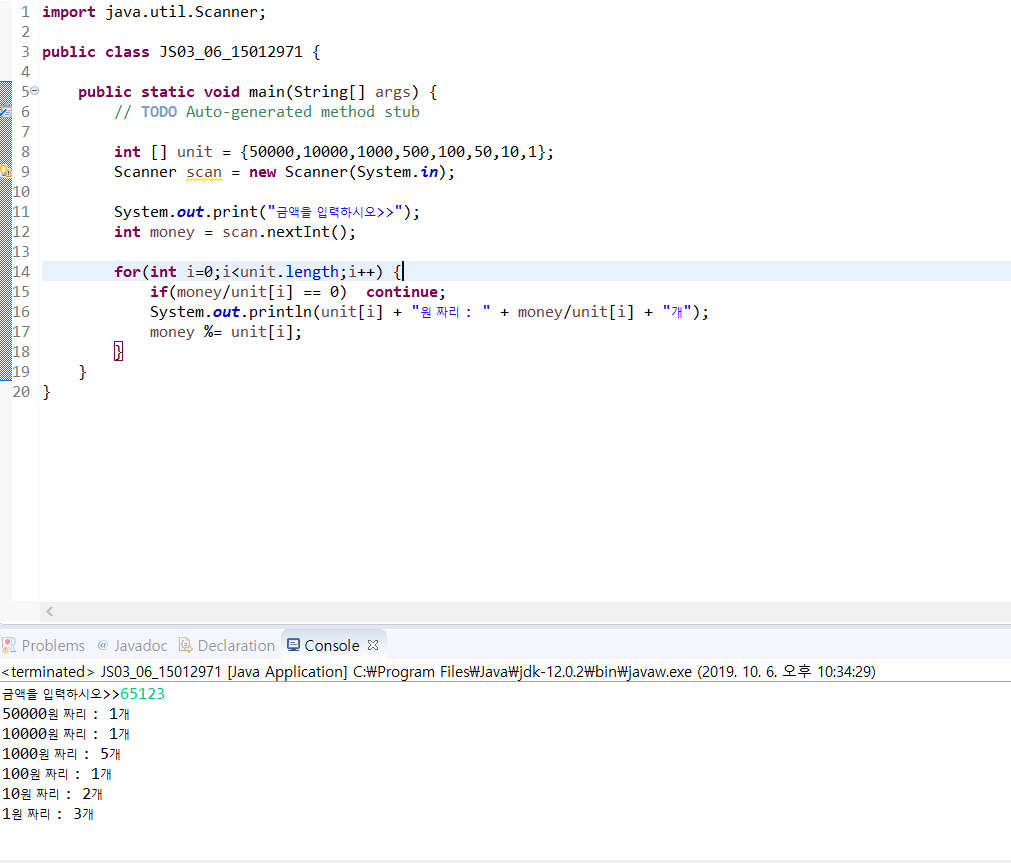 1 import java.util.Scanner;
2
3 public class JS03_06_15012971 {
4
5 public static void main(String[] args) {
6 // TODO Auto-generated method stub
7
8 int [] unit = {50000,10000,1000,500,100,50,10,1};
9 Scanner scan = new Scanner(System.in);
10
11 System.out.print("금액을 입력하시오>>");
12 int money = scan.nextInt();
13
14 for(int i=0;i<unit.length;i++) {
15 if(money/unit[i] == 0)  continue;
16 System.out.println(unit[i] + "원 짜리 : " + money/unit[i] + "개");
17 money %= unit[i];
18 }
19 }
20 }
Problems @ Javadoc Declaration Console
<terminated> JS03_06_15012971 [Java Application] C:₩Program Files₩Java₩jdk-12.0.2₩bin₩javaw.exe (2019. 10. 6. 오후 10:34:29)
금액을 입력하시오>>65123
50000원 짜리 : 1개
10000원 짜리 : 1개
1000원 짜리 : 5개
100원 짜리 : 1개
10원 짜리 : 2개
1원 짜리 : 3개